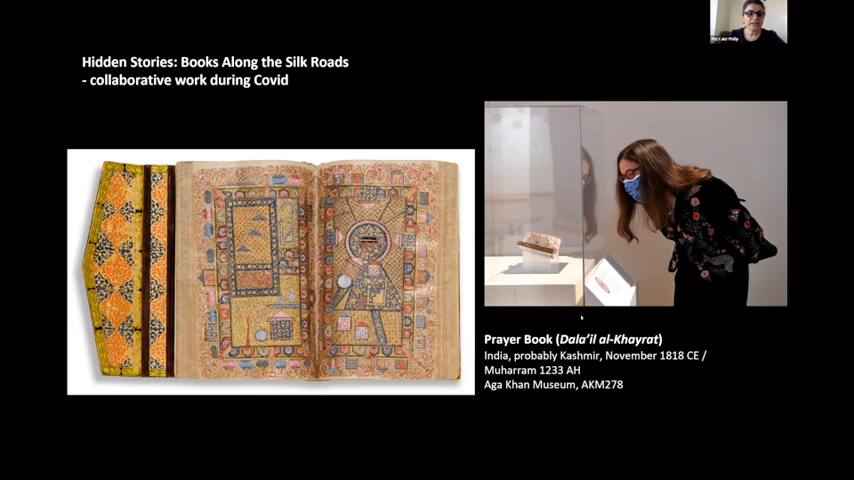 Hidden Stories: Books Along the Silk Roads
- collaborative work during Covid
Prayer Book (Dala’il al-Khayrat)
India, probably Kashmir, November 1818 CE /
Muharram 1233 AH
Aga Khan Museum, AKM278